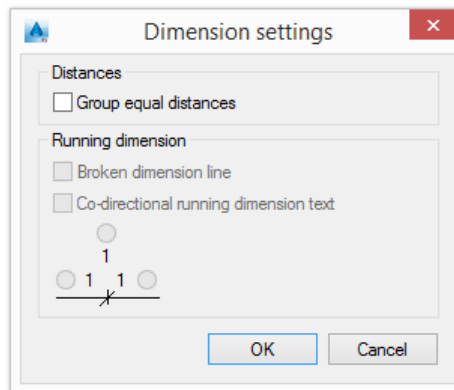 Dimension settings
Distances
Group equal distances
Running dimension
Broken dimension line
Co-directional running dimension text
1
1 1
OK Cancel